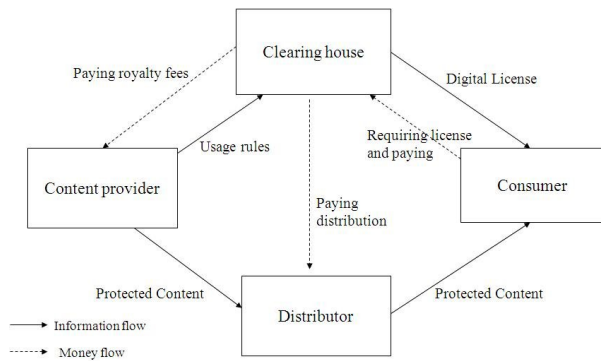 Clearing house
Paying royalty fees
Digital License
Requiring license
and paying
Usage rules
Content provider
Consumer
Paying
distribution
Protected Content
Protected Content
Distributor
Information flow
Money flow